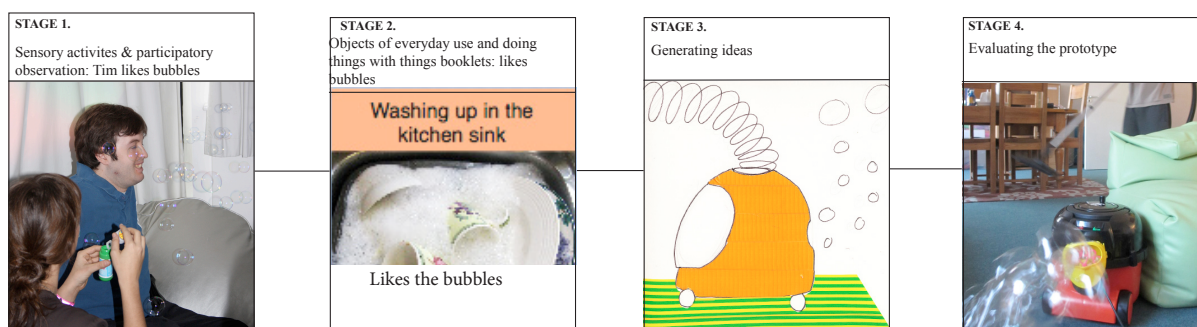 STAGE 1.
Sensory activites & participatory
observation: Tim likes bubbles
STAGE 2.
Objects of everyday use and doing
things with things booklets: likes
bubbles
Washing up in the
kitchen sink
Likes the bubbles
STAGE 3.
Generating ideas
STAGE 4.
Evaluating the prototype